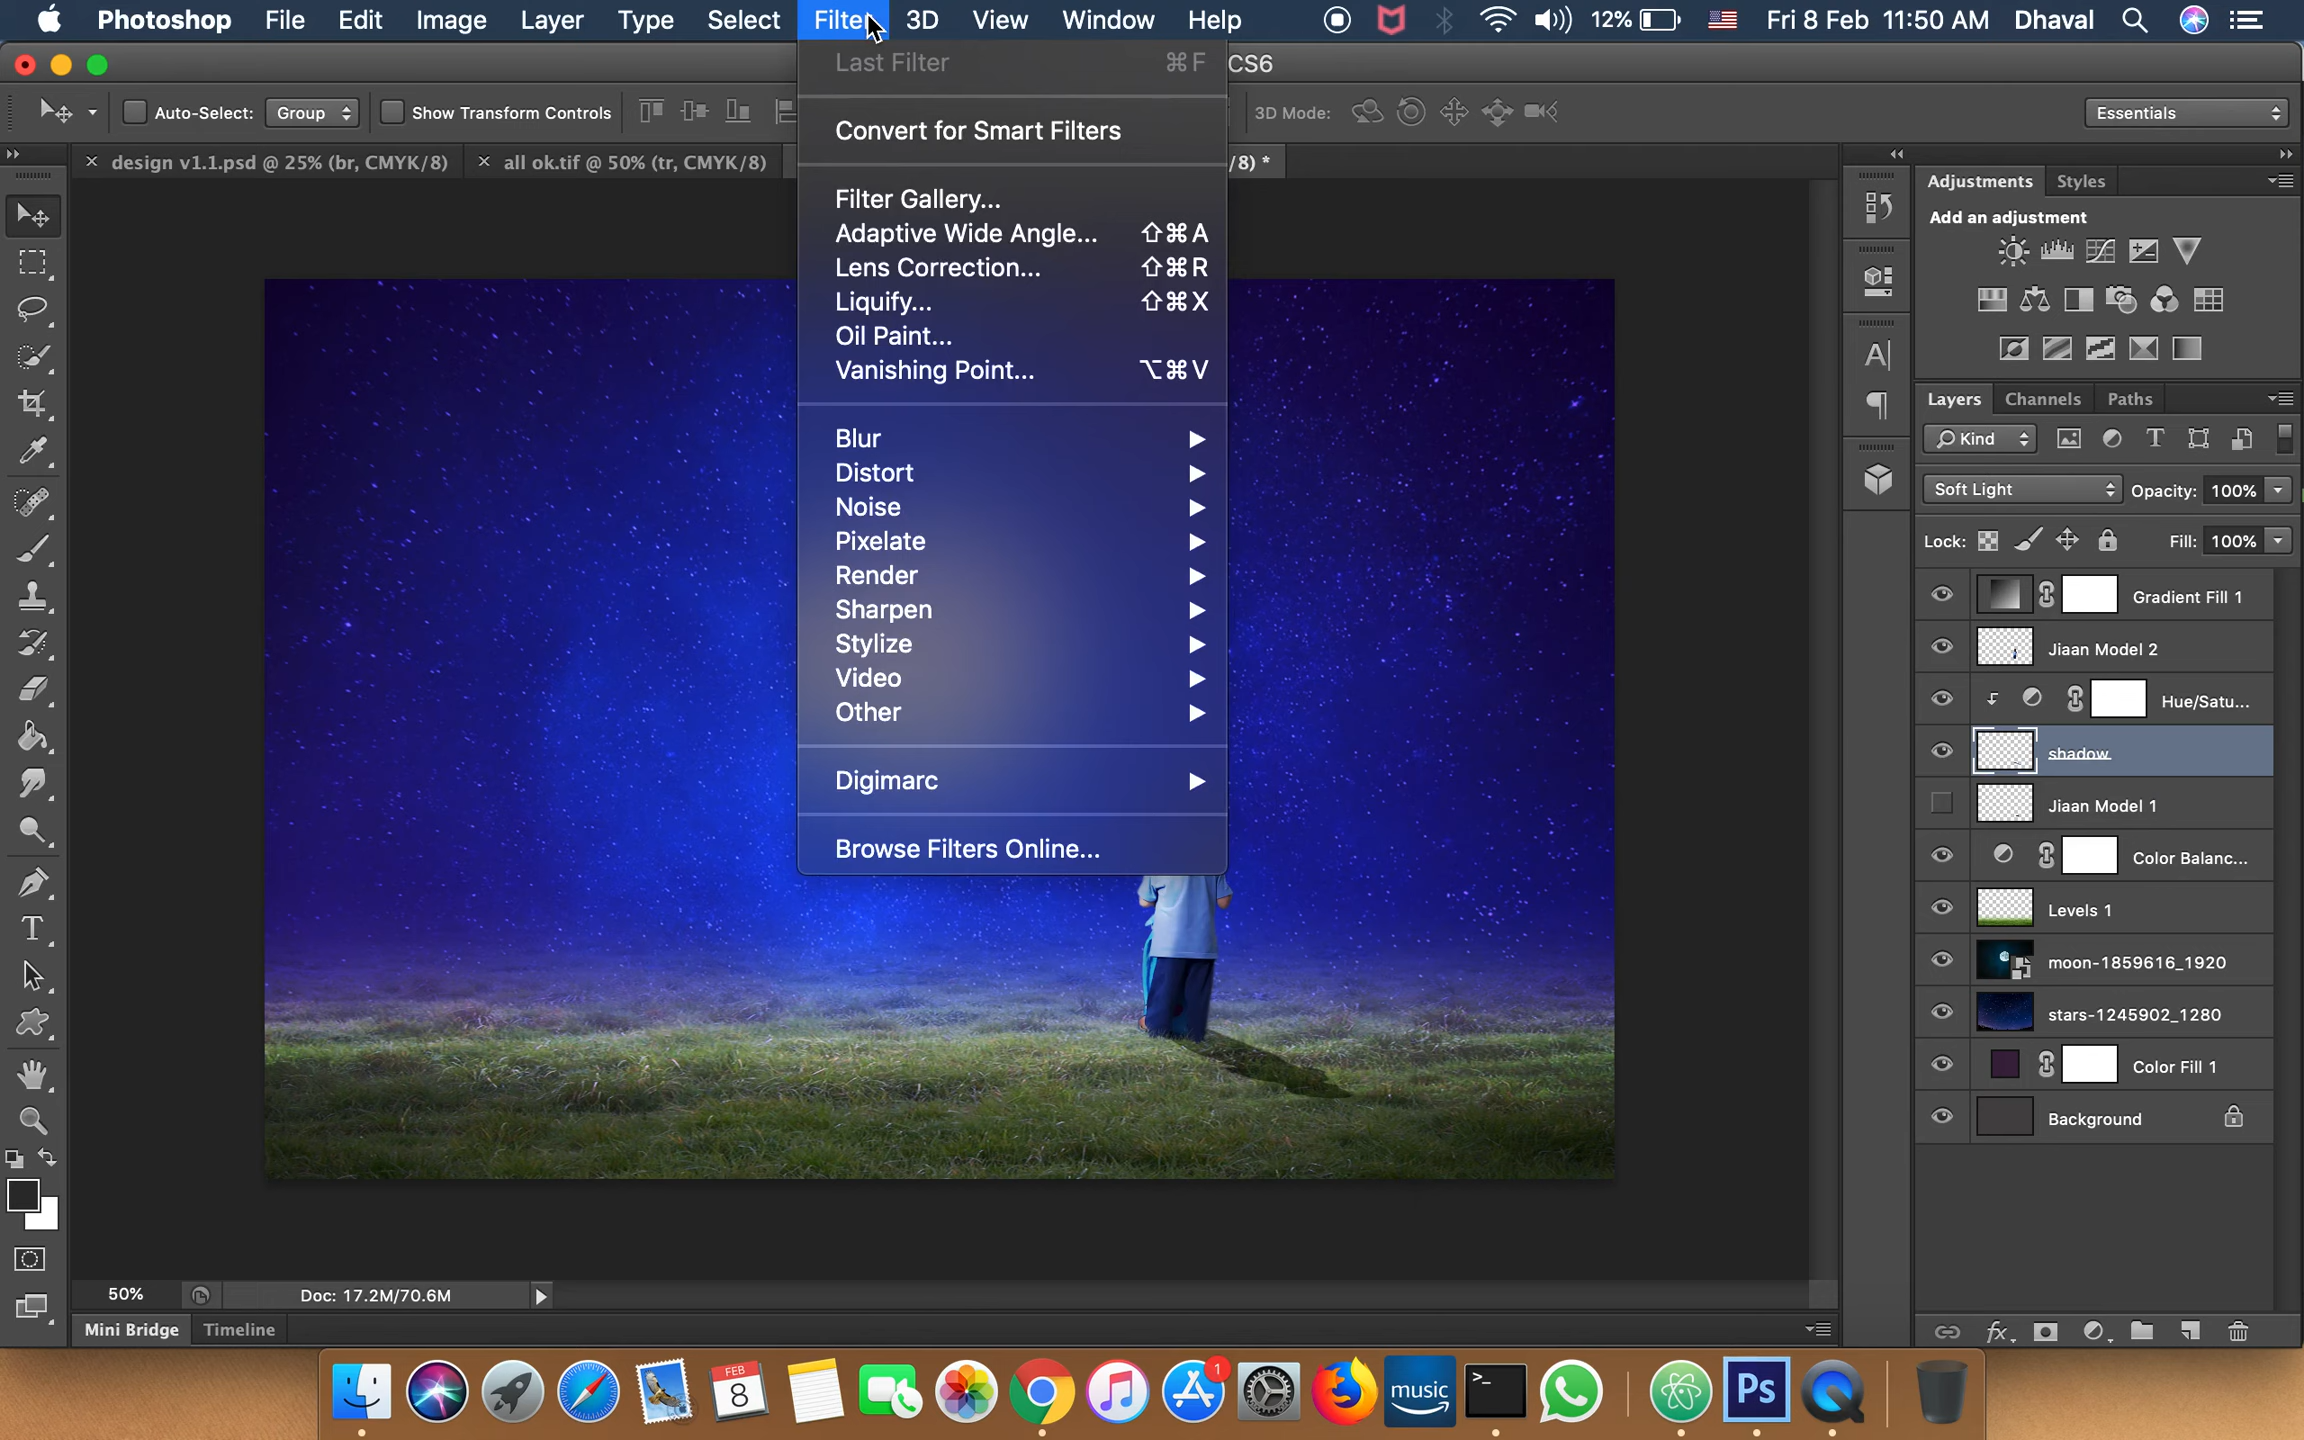 Photoshop File Edit Image Layer Type Select Filter 3D View Window Help 12% Fri 8 Feb 11:50 AM Dhaval
CS6
Auto-Select: Group Show Transform Controls 3D Mode: Essentials
design v1.1.psd @ 25% (br, CMYK/8) all ok.tif @ 50% (tr, CMYK/8) /8) *
Last Filter ⌘F
Convert for Smart Filters
Filter Gallery...
Adaptive Wide Angle... ⇧⌘A
Lens Correction... ⇧⌘R
Liquify... ⇧⌘X
Oil Paint...
Vanishing Point... ⌥⌘V
Blur
Distort
Noise
Pixelate
Render
Sharpen
Stylize
Video
Other
Digimarc
Browse Filters Online...
Adjustments Styles
Add an adjustment
Layers Channels Paths
Kind
Soft Light Opacity: 100%
Lock: Fill: 100%
Gradient Fill 1
Jiaan Model 2
Hue/Satu...
shadow
Jiaan Model 1
Color Balanc...
Levels 1
moon-1859616_1920
stars-1245902_1280
Color Fill 1
Background
50% Doc: 17.2M/70.6M
Mini Bridge Timeline
FEB
8
1
music
>_
Ps